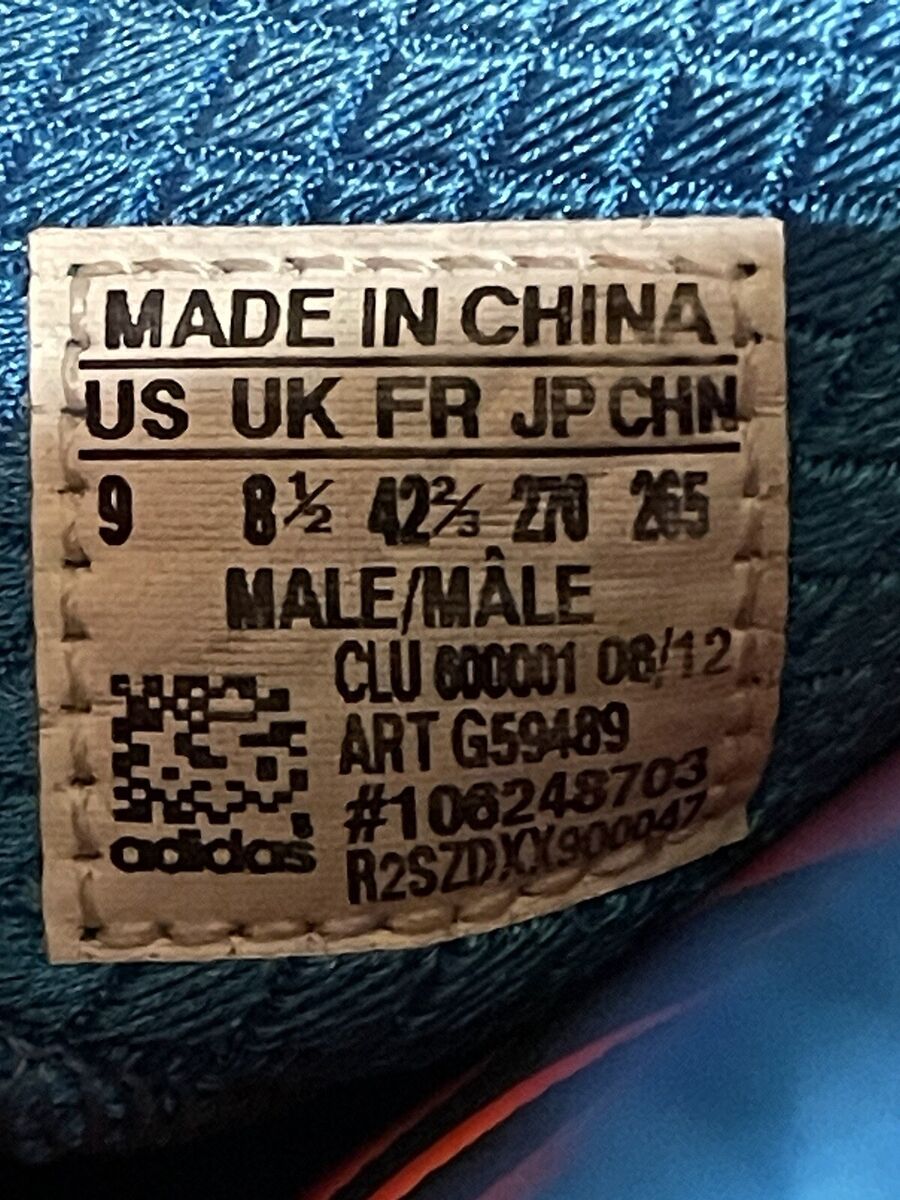 MADE IN CHINA
US UK FR JP CHN
9 8½ 42⅔ 270 265
MALE/MÂLE
CLU 600001 08/12
ART G59489
#106248703
R2SZDXX900047
adidas